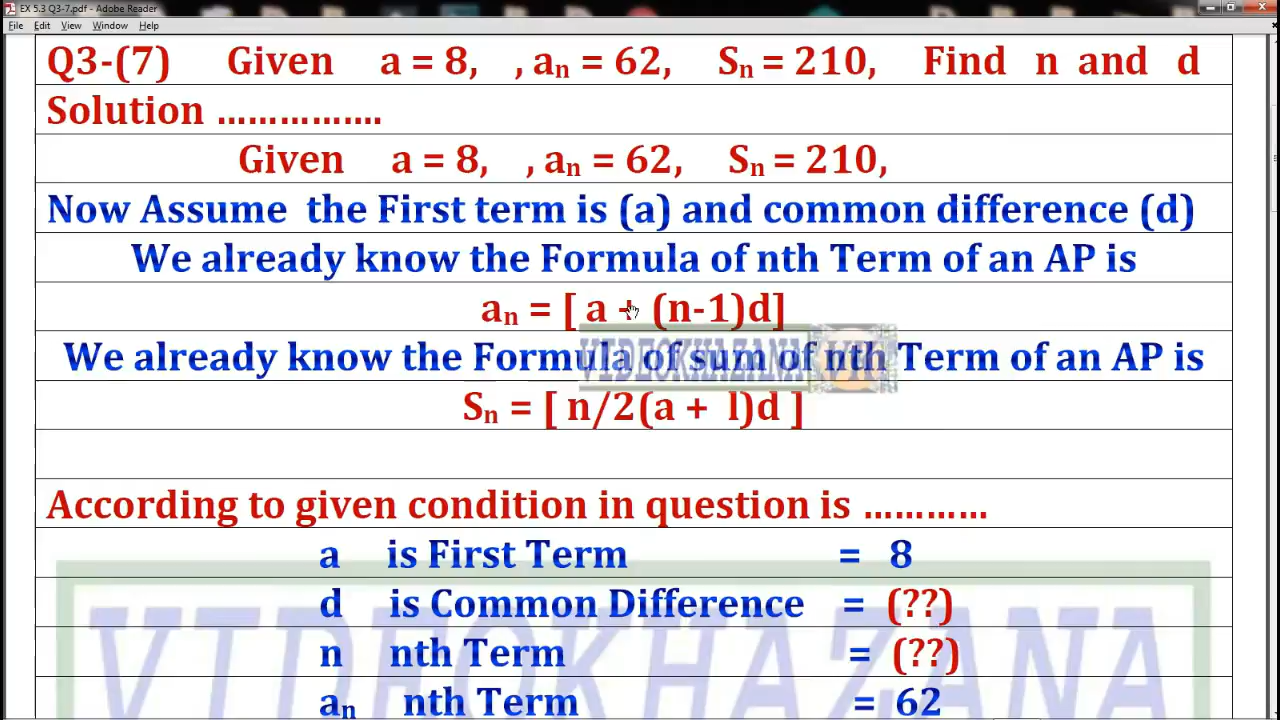 EX 5.3 Q3-7.pdf - Adobe Reader
File Edit View Window Help
Q3-(7) Given a = 8, , aₙ = 62, Sₙ = 210, Find n and d
Solution ................
Given a = 8, , aₙ = 62, Sₙ = 210,
Now Assume the First term is (a) and common difference (d)
We already know the Formula of nth Term of an AP is
aₙ = [ a + (n-1)d]
We already know the Formula of sum of nth Term of an AP is
VIDEOKHAZANA VK
Sₙ = [ n/2(a + l)d ]
According to given condition in question is ............
a is First Term = 8
d is Common Difference = (??)
n nth Term = (??)
aₙ nth Term = 62
VIDEOKHAZANA